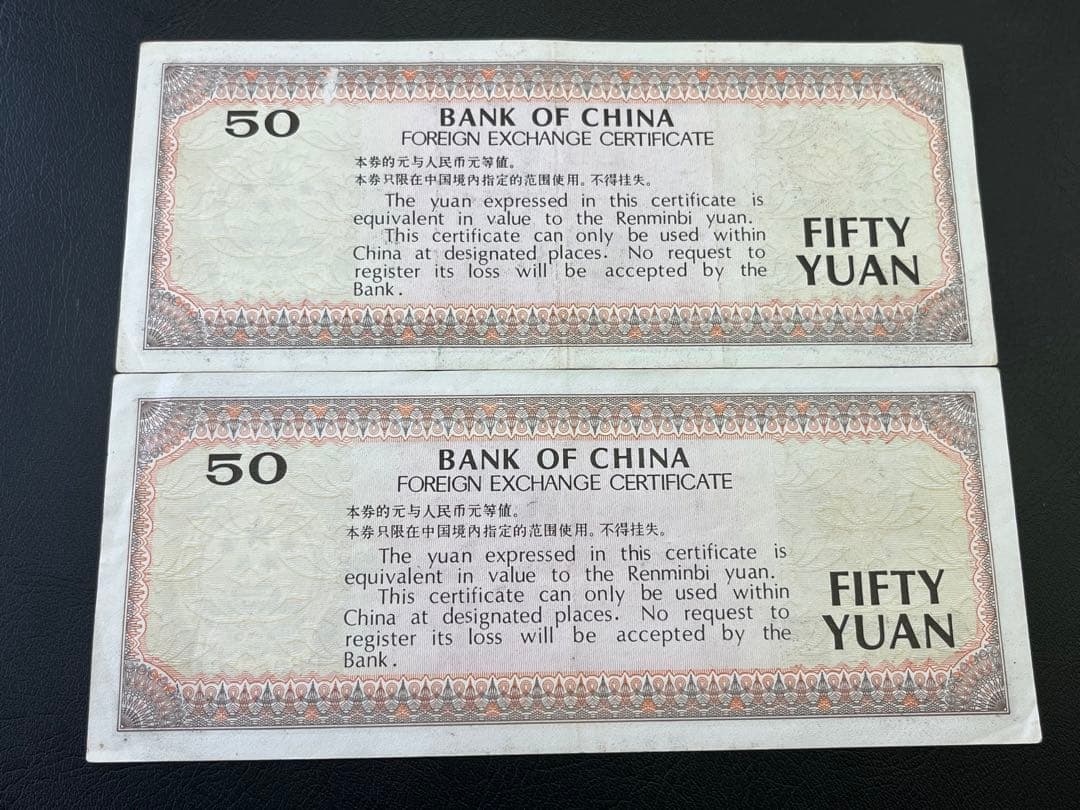 50
BANK OF CHINA
FOREIGN EXCHANGE CERTIFICATE
本券的元与人民币元等值。
本券只限在中国境内指定的范围使用。不得挂失。
The yuan expressed in this certificate is
equivalent in value to the Renminbi yuan.
This certificate can only be used within
China at designated places. No request to
register its loss will be accepted by the
Bank.
FIFTY
YUAN
50
BANK OF CHINA
FOREIGN EXCHANGE CERTIFICATE
本券的元与人民币元等值。
本券只限在中国境内指定的范围使用。不得挂失。
The yuan expressed in this certificate is
equivalent in value to the Renminbi yuan.
This certificate can only be used within
China at designated places. No request to
register its loss will be accepted by the
Bank.
FIFTY
YUAN